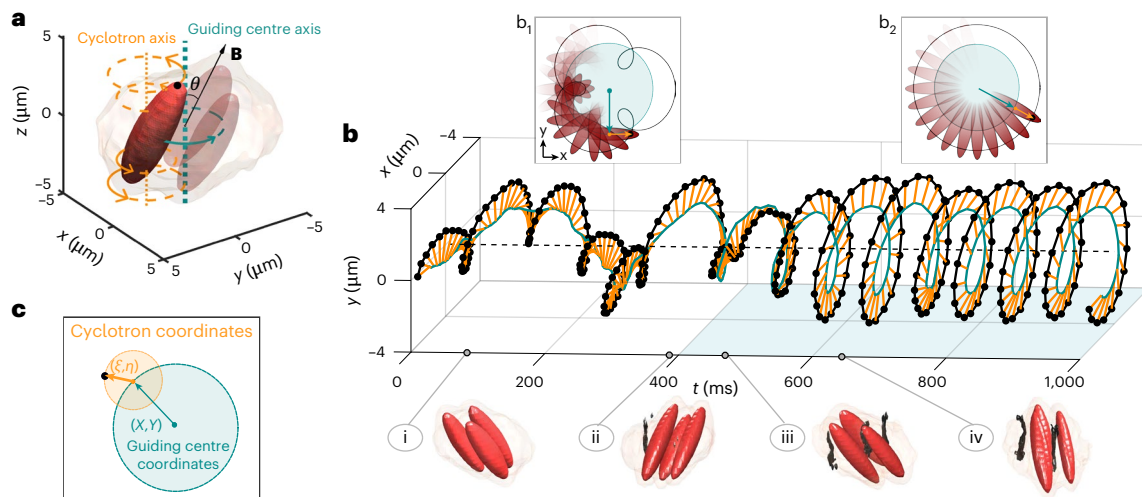 a
Cyclotron axis
Guiding centre axis
B
θ
5
0
−5
z (µm)
−5
0
5
x (µm)
5
0
−5
y (µm)
b₁
y
x
b₂
b
−4
0
x (µm)
4
0
−4
y (µm)
0
200
400
600
800
1,000
t (ms)
i
ii
iii
iv
c
Cyclotron coordinates
(ξ,η)
(X,Y)
Guiding centre
coordinates